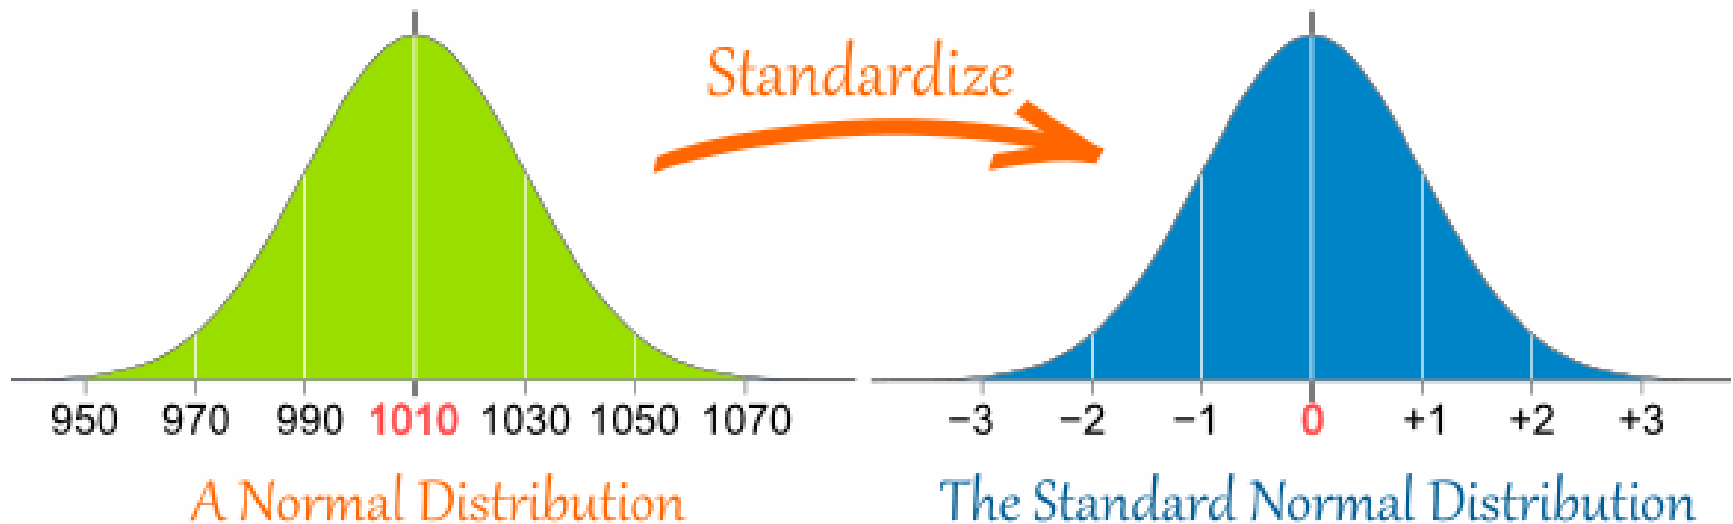 Standardize
950 970 990 1010 1030 1050 1070
−3 −2 −1 0 +1 +2 +3
A Normal Distribution
The Standard Normal Distribution